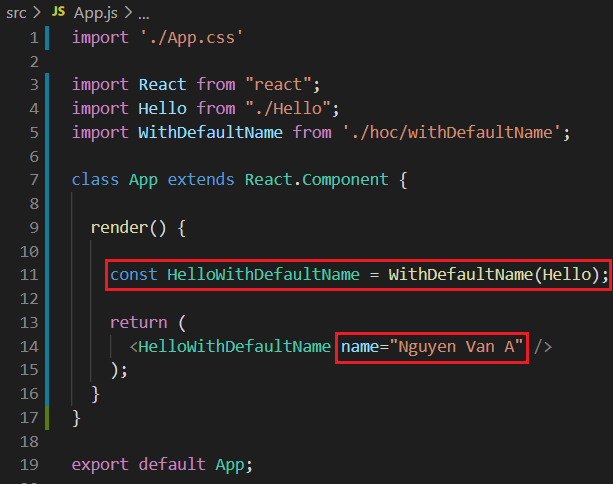 src > JS App.js > ...
1 import './App.css'
2
3 import React from "react";
4 import Hello from "./Hello";
5 import WithDefaultName from './hoc/withDefaultName';
6
7 class App extends React.Component {
8
9 render() {
10
11 const HelloWithDefaultName = WithDefaultName(Hello);
12
13 return (
14 <HelloWithDefaultName name="Nguyen Van A" />
15 );
16 }
17 }
18
19 export default App;